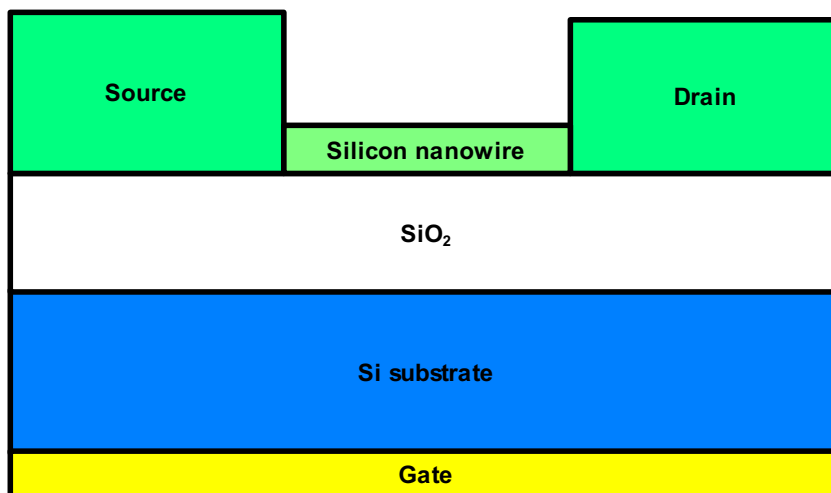 Source
Drain
Silicon nanowire
SiO₂
Si substrate
Gate